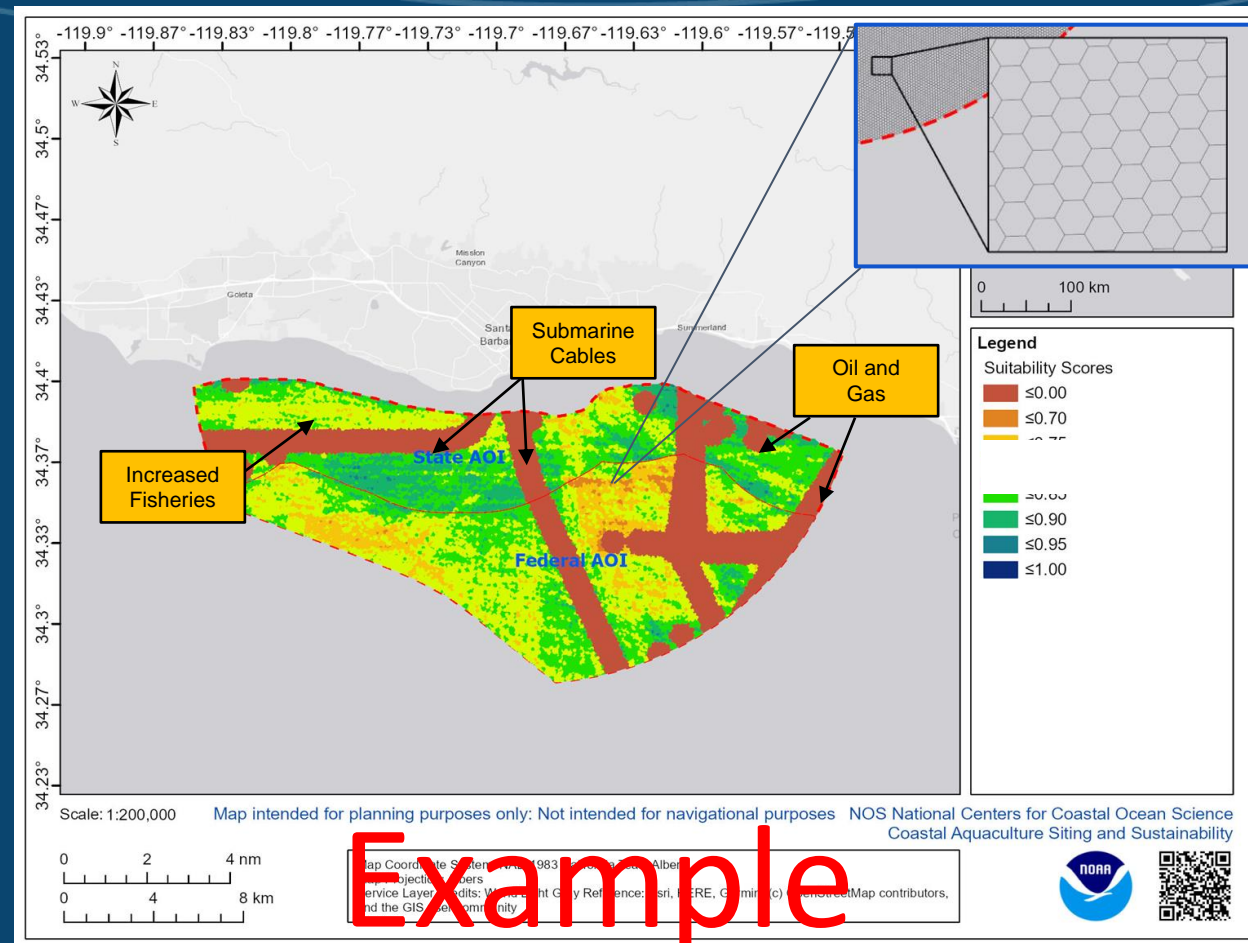 -119.9° -119.87° -119.83° -119.8° -119.77° -119.73° -119.7° -119.67° -119.63° -119.6° -119.57°
34.53°
34.5°
34.47°
34.43°
34.4°
34.37°
34.33°
34.3°
34.27°
34.23°
N
W E
S
Mission
Canyon
Goleta
Summerland
Submarine
Cables
Oil and
Gas
State AOI
Increased
Fisheries
Federal AOI
0 100 km
Legend
Suitability Scores
≤0.00
≤0.70
≤0.90
≤0.95
≤1.00
Scale: 1:200,000
Map intended for planning purposes only: Not intended for navigational purposes
NOS National Centers for Coastal Ocean Science
Coastal Aquaculture Siting and Sustainability
0 2 4 nm
0 4 8 km
Example
1983
contributors,
and the GIS
NOAA